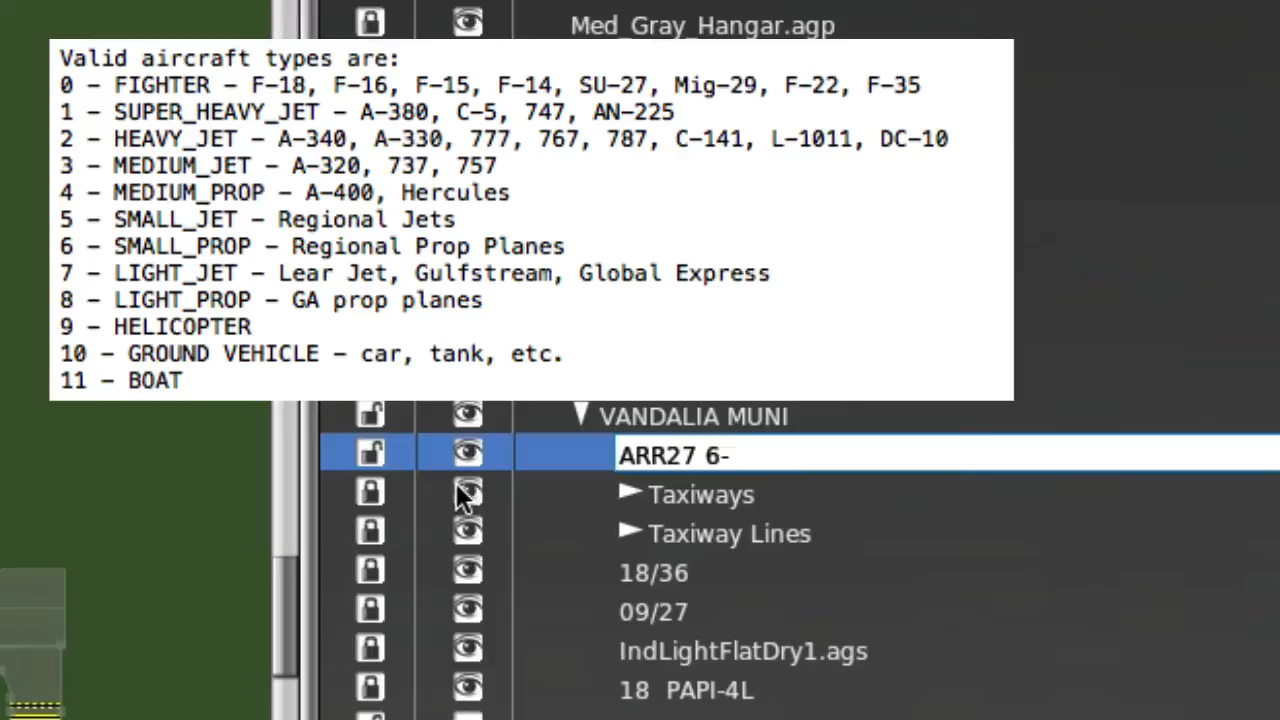 Med_Gray_Hangar.agp
Valid aircraft types are:
0 – FIGHTER – F-18, F-16, F-15, F-14, SU-27, Mig-29, F-22, F-35
1 – SUPER_HEAVY_JET – A-380, C-5, 747, AN-225
2 – HEAVY_JET – A-340, A-330, 777, 767, 787, C-141, L-1011, DC-10
3 – MEDIUM_JET – A-320, 737, 757
4 – MEDIUM_PROP – A-400, Hercules
5 – SMALL_JET – Regional Jets
6 – SMALL_PROP – Regional Prop Planes
7 – LIGHT_JET – Lear Jet, Gulfstream, Global Express
8 – LIGHT_PROP – GA prop planes
9 – HELICOPTER
10 – GROUND VEHICLE – car, tank, etc.
11 – BOAT
VANDALIA MUNI
ARR27 6-
Taxiways
Taxiway Lines
18/36
09/27
IndLightFlatDry1.ags
18 PAPI-4L